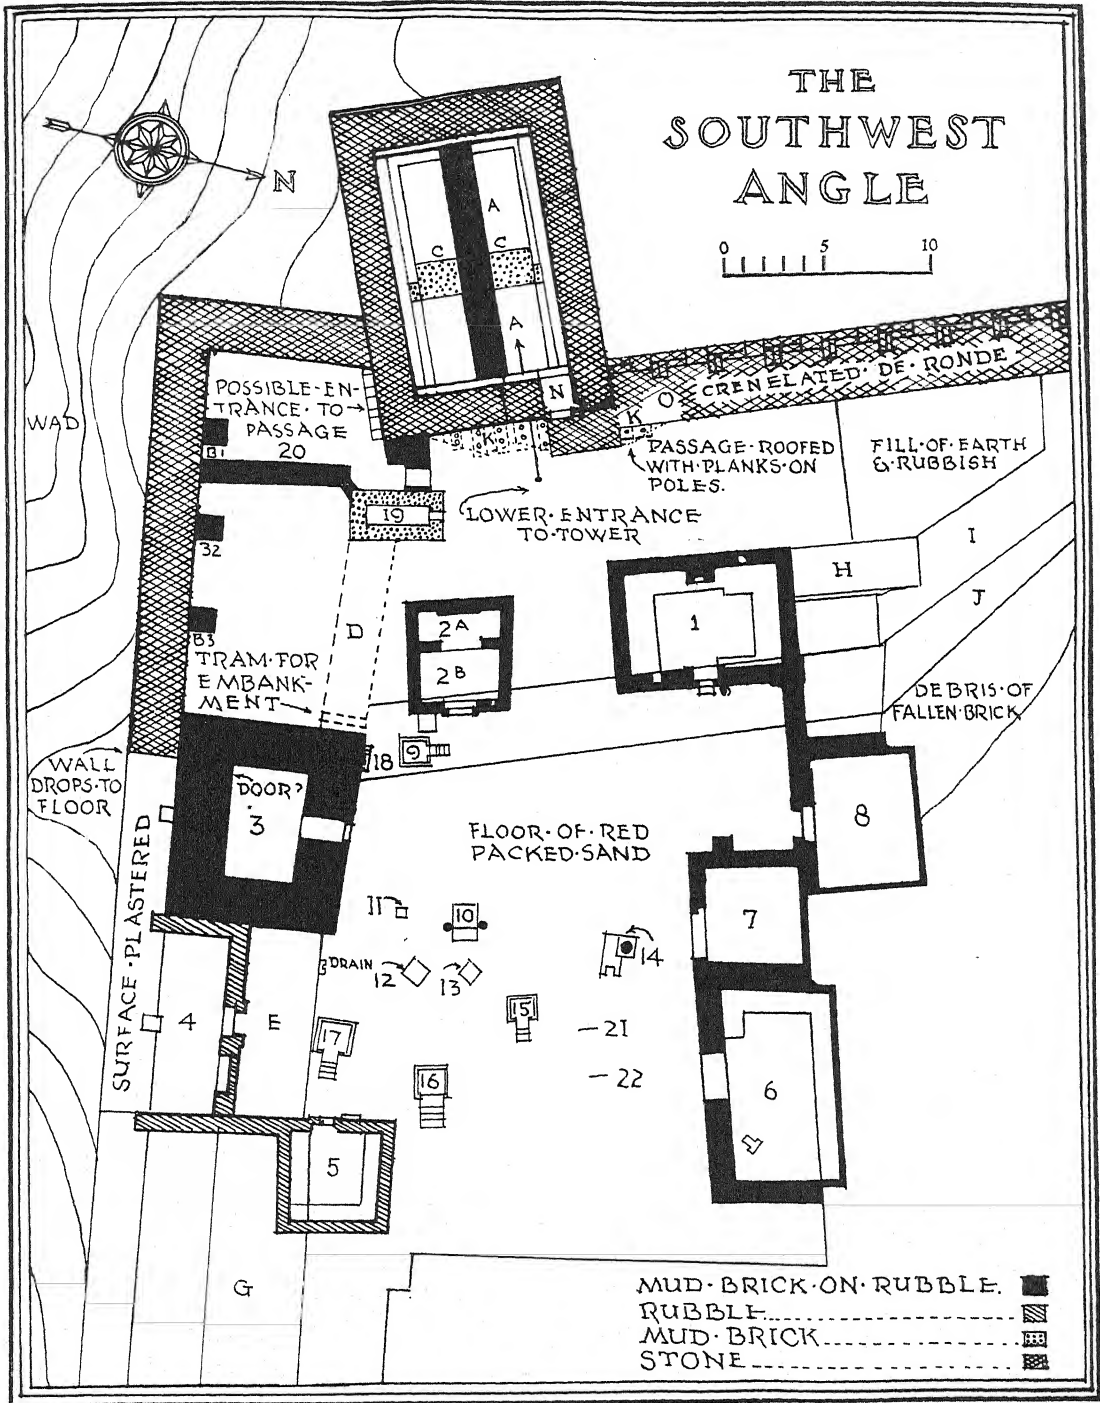 THE
SOUTHWEST
ANGLE
0 5 10
N
A
C C
A
N
K
K
O
CRENELATED·DE·RONDE
WAD
POSSIBLE·EN-
TRANCE·TO
PASSAGE
20
B1
PASSAGE·ROOFED
WITH·PLANKS·ON
POLES.
FILL·OF·EARTH
&·RUBBISH
19
LOWER·ENTRANCE
TO·TOWER
B2
I
H
J
D
2A
1
B3
TRAM·FOR
EMBANK-
MENT
2B
DEBRIS·OF
FALLEN·BRICK
WALL
DROPS·TO
FLOOR
18
9
DOOR?
3
FLOOR·OF·RED
PACKED·SAND
8
SURFACE·PLASTERED
11
10
7
14
DRAIN
12
13
4
E
15
21
17
22
16
6
5
G
MUD·BRICK·ON·RUBBLE.
RUBBLE
MUD·BRICK
STONE